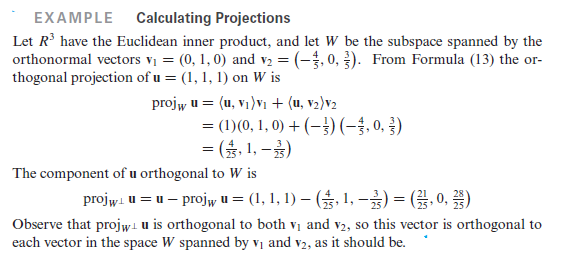 EXAMPLE Calculating Projections
Let R³ have the Euclidean inner product, and let W be the subspace spanned by the
orthonormal vectors v₁ = (0, 1, 0) and v₂ = (−4/5, 0, 3/5). From Formula (13) the or-
thogonal projection of u = (1, 1, 1) on W is
proj_W u = ⟨u, v₁⟩v₁ + ⟨u, v₂⟩v₂
= (1)(0, 1, 0) + (−1/5)(−4/5, 0, 3/5)
= (4/25, 1, −3/25)
The component of u orthogonal to W is
proj_W⊥ u = u − proj_W u = (1, 1, 1) − (4/25, 1, −3/25) = (21/25, 0, 28/25)
Observe that proj_W⊥ u is orthogonal to both v₁ and v₂, so this vector is orthogonal to
each vector in the space W spanned by v₁ and v₂, as it should be.